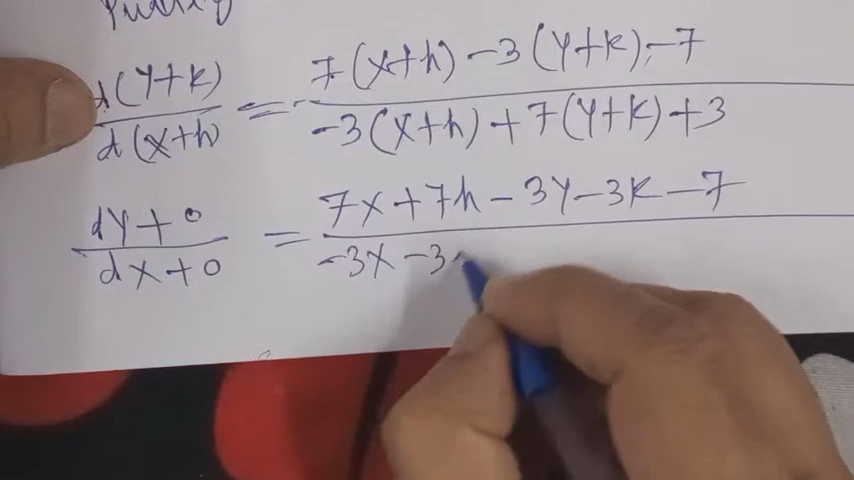 d(Y+k)/d(X+h) = 7(X+h)-3(Y+k)-7/-3(X+h)+7(Y+k)+3
dY+0/dX+0 = 7X+7h-3Y-3k-7/-3X-3